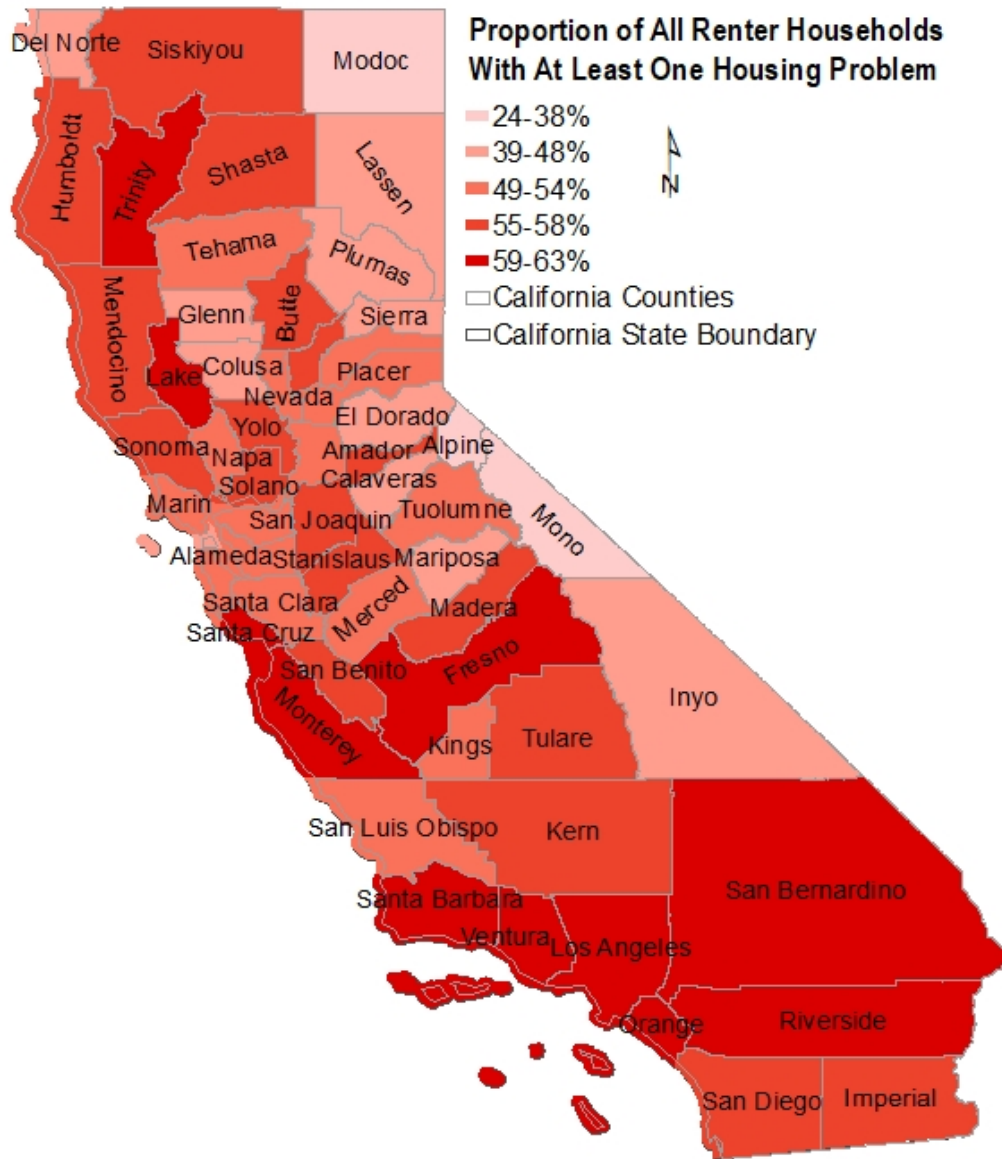 Proportion of All Renter Households
With At Least One Housing Problem
24-38%
39-48%
49-54%
55-58%
59-63%
California Counties
California State Boundary
N
Del Norte
Siskiyou
Modoc
Humboldt
Trinity
Shasta
Lassen
Tehama
Plumas
Mendocino
Glenn
Butte
Sierra
Lake
Colusa
Placer
Nevada
El Dorado
Yolo
Sonoma
Napa
Amador
Alpine
Solano
Calaveras
Marin
San Joaquin
Tuolumne
Mono
Alameda
Stanislaus
Mariposa
Santa Clara
Merced
Madera
Santa Cruz
San Benito
Fresno
Monterey
Kings
Tulare
Inyo
San Luis Obispo
Kern
Santa Barbara
San Bernardino
Ventura
Los Angeles
Orange
Riverside
San Diego
Imperial